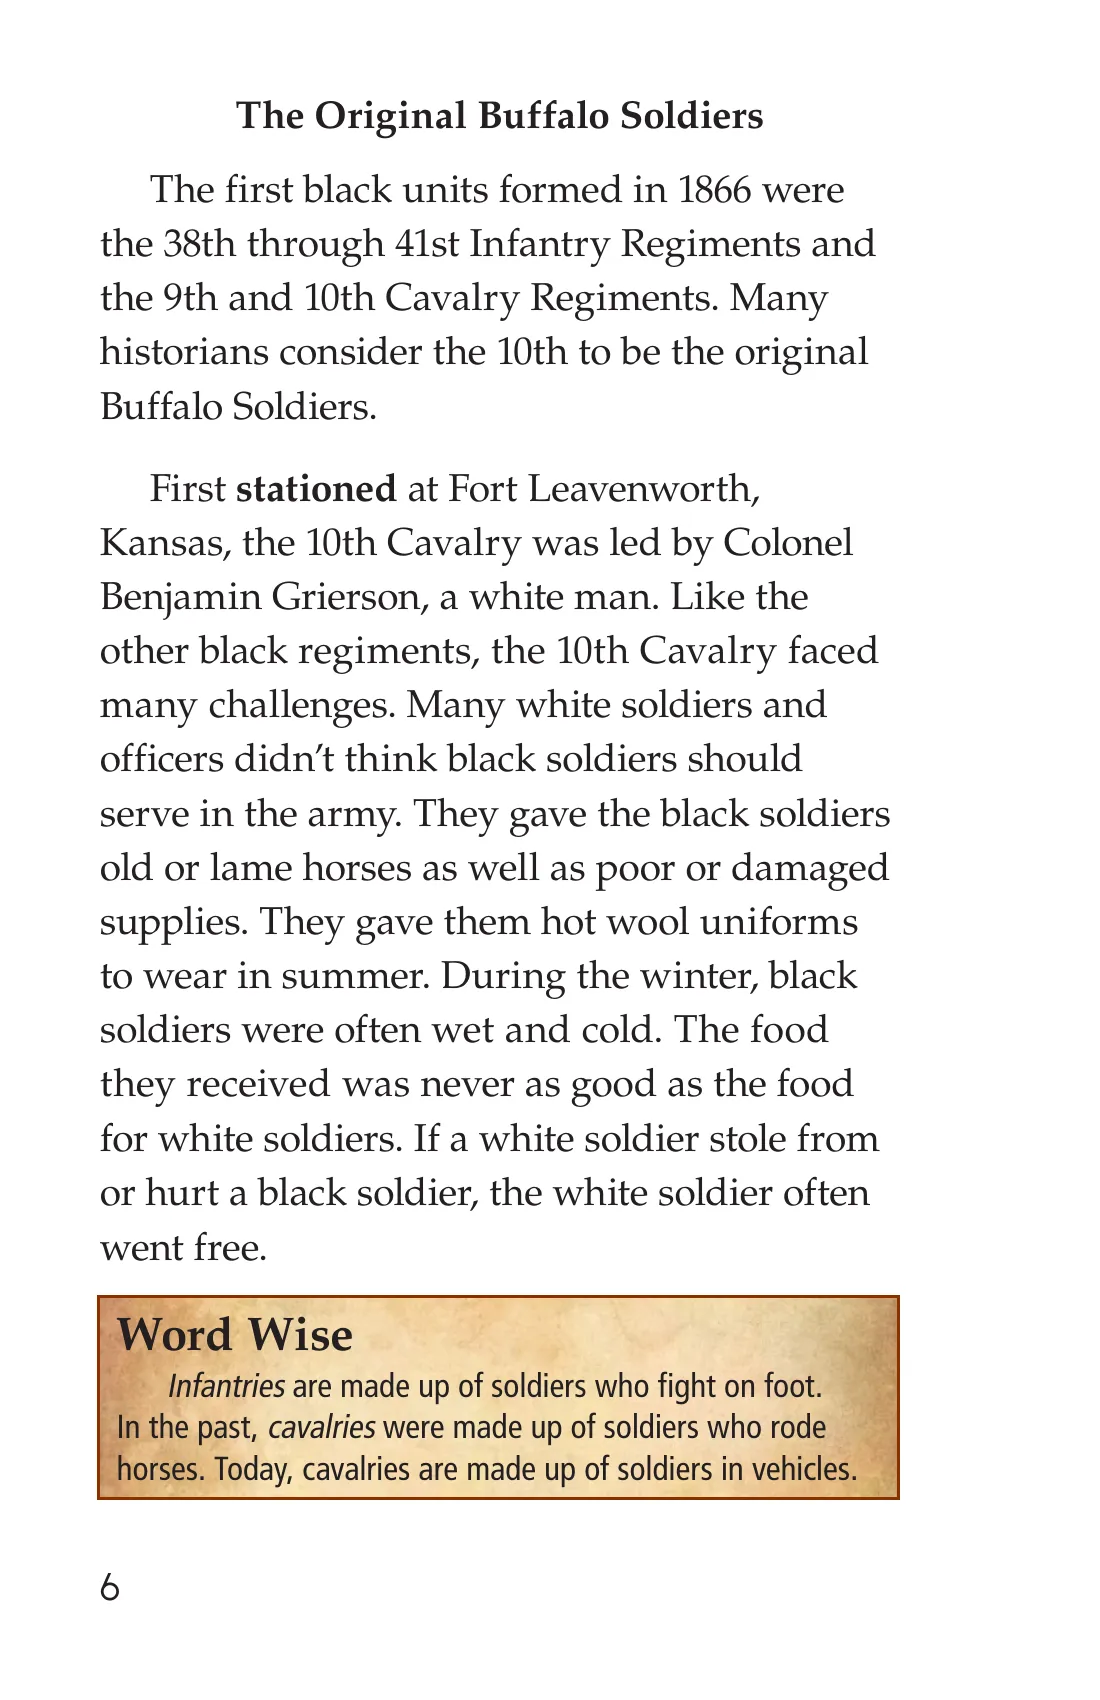 The Original Buffalo Soldiers
The first black units formed in 1866 were
the 38th through 41st Infantry Regiments and
the 9th and 10th Cavalry Regiments. Many
historians consider the 10th to be the original
Buffalo Soldiers.
First stationed at Fort Leavenworth,
Kansas, the 10th Cavalry was led by Colonel
Benjamin Grierson, a white man. Like the
other black regiments, the 10th Cavalry faced
many challenges. Many white soldiers and
officers didn’t think black soldiers should
serve in the army. They gave the black soldiers
old or lame horses as well as poor or damaged
supplies. They gave them hot wool uniforms
to wear in summer. During the winter, black
soldiers were often wet and cold. The food
they received was never as good as the food
for white soldiers. If a white soldier stole from
or hurt a black soldier, the white soldier often
went free.
Word Wise
Infantries are made up of soldiers who fight on foot.
In the past, cavalries were made up of soldiers who rode
horses. Today, cavalries are made up of soldiers in vehicles.
6